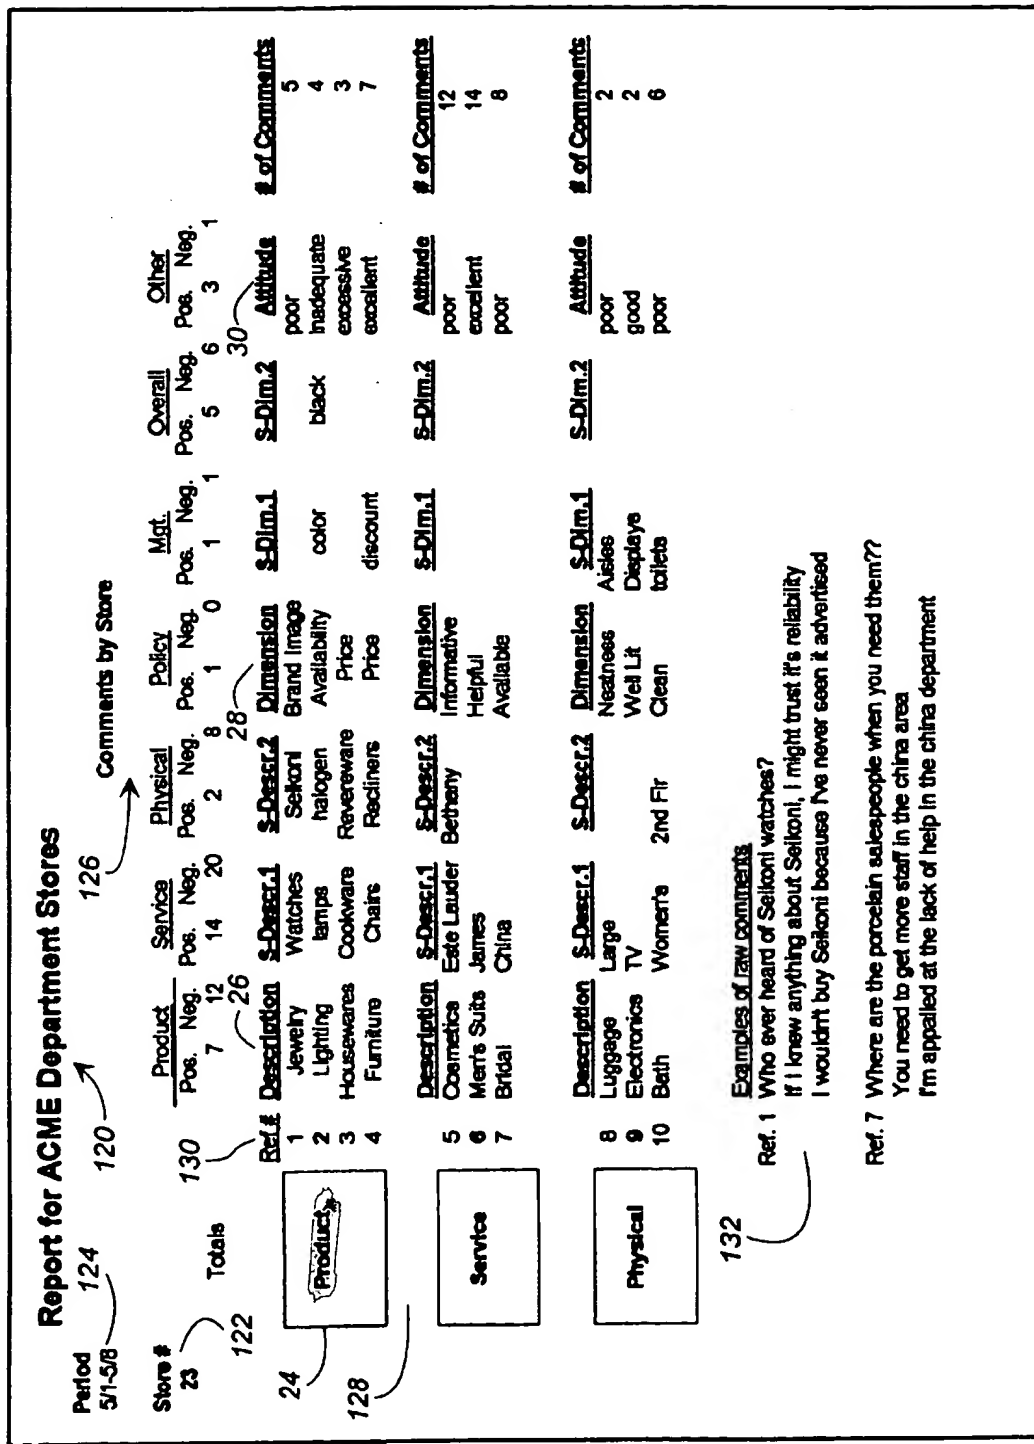 Report for ACME Department Stores
Period
5/1-5/8
124
120
126
Comments by Store
Store #
23
122
Totals
Product Service Physical Policy Mgt. Overall Other
Pos. Neg. Pos. Neg. Pos. Neg. Pos. Neg. Pos. Neg. Pos. Neg. Pos. Neg.
7 12 14 20 2 8 1 0 1 1 5 6 3 1
130
26
28
30
24
Product
Ref # Description S-Descr.1 S-Descr.2 Dimension S-Dim.1 S-Dim.2 Attitude # of Comments
1 Jewelry Watches Seikoni Brand Image poor 5
2 Lighting lamps halogen Availability color black inadequate 4
3 Housewares Cookware Revereware Price excessive 3
4 Furniture Chairs Recliners Price discount excellent 7
128
Service
Description S-Descr.1 S-Descr.2 Dimension S-Dim.1 S-Dim.2 Attitude # of Comments
5 Cosmetics Este Lauder Bethany Informative poor 12
6 Men's Suits James Helpful excellent 14
7 Bridal China Available poor 8
Physical
Description S-Descr.1 S-Descr.2 Dimension S-Dim.1 S-Dim.2 Attitude # of Comments
8 Luggage Large Neatness Aisles poor 2
9 Electronics TV Well Lit Displays good 2
10 Bath Women's 2nd Flr Clean toilets poor 6
132
Examples of raw comments
Ref. 1 Who ever heard of Seikoni watches?
If I knew anything about Seikoni, I might trust it's reliability
I wouldn't buy Seikoni because I've never seen it advertised
Ref. 7 Where are the porcelain salespeople when you need them??
You need to get more staff in the china area
I'm appalled at the lack of help in the china department